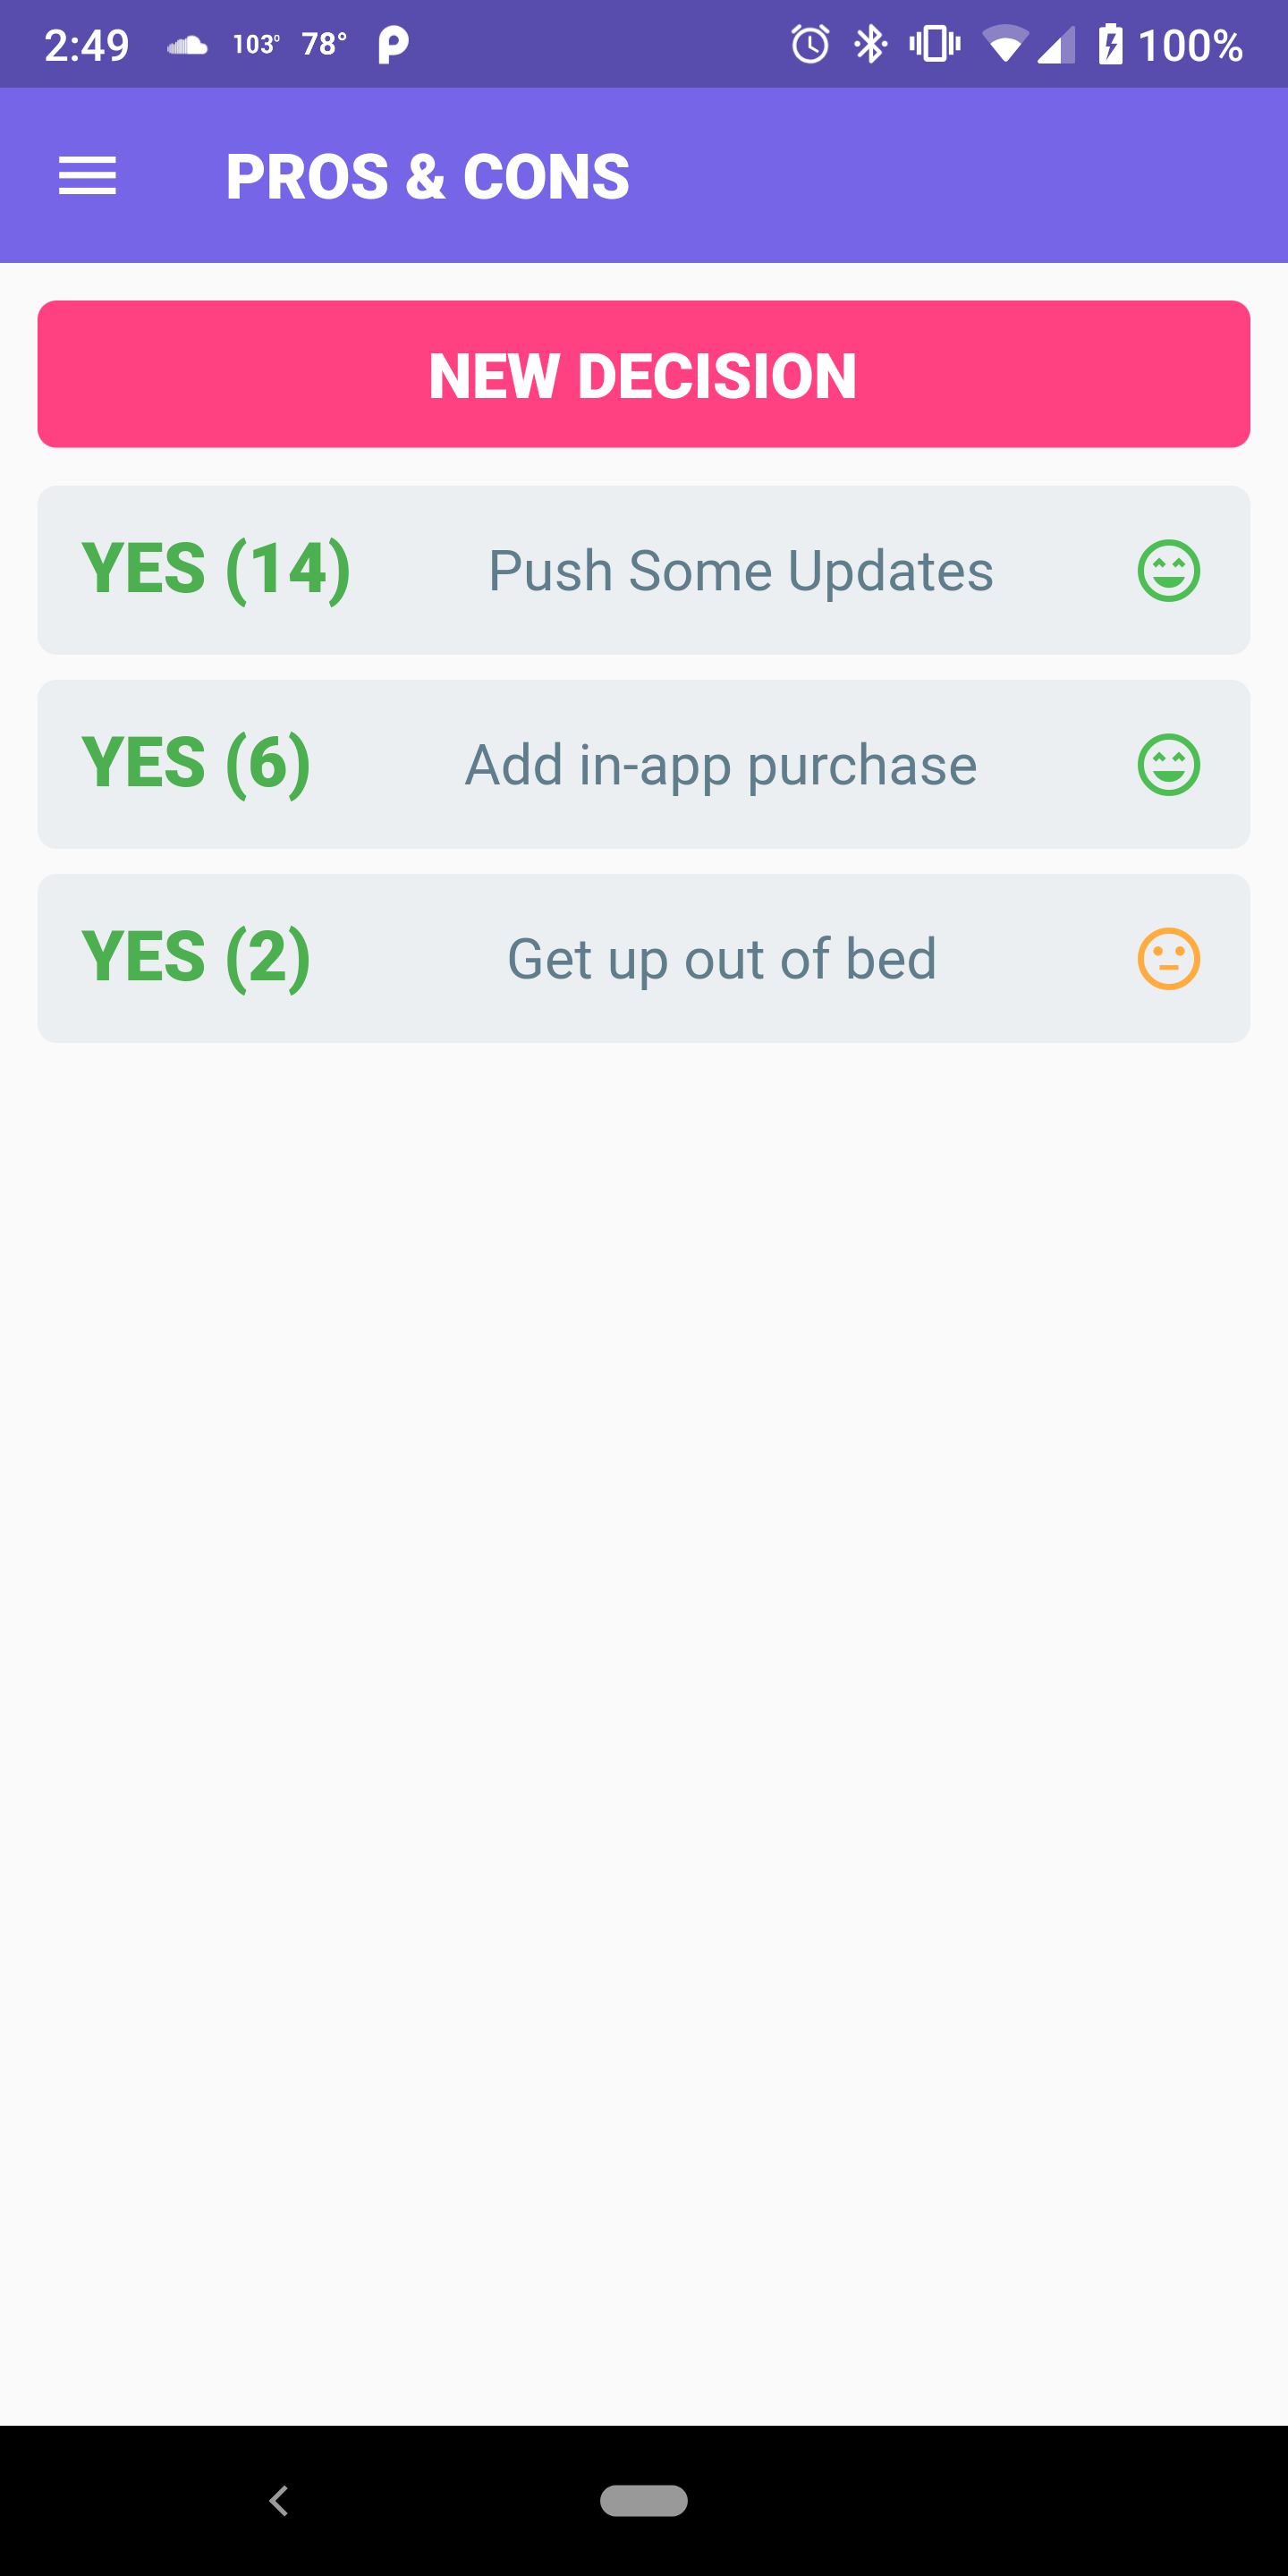 2:49 103° 78° 100%
PROS & CONS
NEW DECISION
YES (14) Push Some Updates
YES (6) Add in-app purchase
YES (2) Get up out of bed